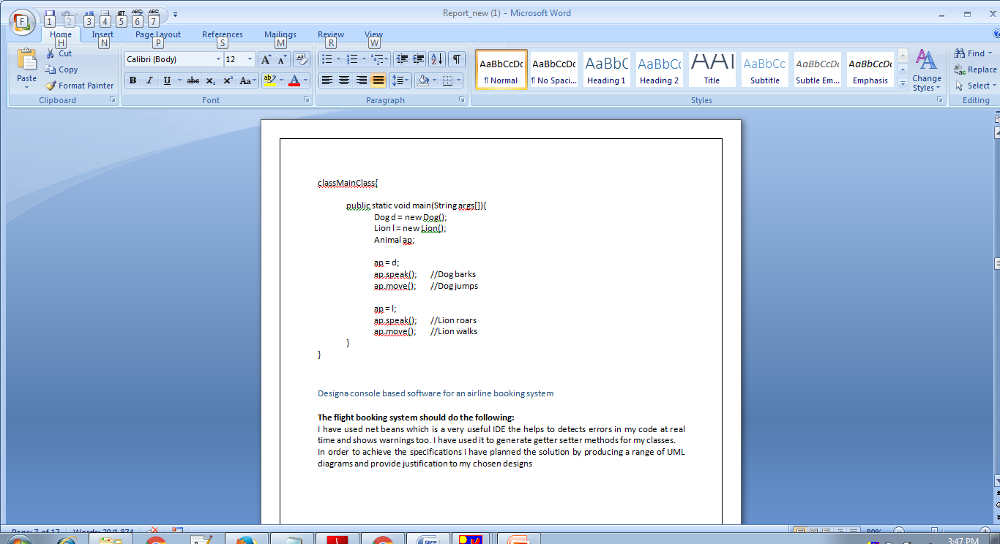 Report_new (1) - Microsoft Word
F 1 2 3 4 5 6 7
Home Insert Page Layout References Mailings Review View
H N P S M R W
Paste
Cut
Copy
Format Painter
Clipboard
Calibri (Body) 12
B I U abc x₂ x² Aa
Font
Paragraph
AaBbCcDc AaBbCcDc AaBbC AaBbCc AAI AaBbCc AaBbCcDc AaBbCcDc
¶ Normal ¶ No Spaci... Heading 1 Heading 2 Title Subtitle Subtle Em... Emphasis
Change Styles
Styles
Find
Replace
Select
Editing
classMainClass{
public static void main(String args[]){
Dog d = new Dog();
Lion l = new Lion();
Animal ap;
ap = d;
ap.speak(); //Dog barks
ap.move(); //Dog jumps
ap = l;
ap.speak(); //Lion roars
ap.move(); //Lion walks
}
}
Designa console based software for an airline booking system
The flight booking system should do the following:
I have used net beans which is a very useful IDE the helps to detects errors in my code at real
time and shows warnings too. I have used it to generate getter setter methods for my classes.
In order to achieve the specifications i have planned the solution by producing a range of UML
diagrams and provide justification to my chosen designs
Page: 7 of 17 Words: 20/1,874 80%
3:47 PM